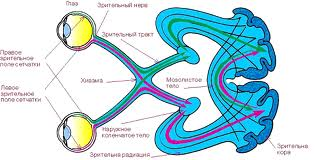 Глаз
Зрительный нерв
Зрительный тракт
Правое
зрительное
поле сетчатки
Хиазма
Мозолистое
тело
Левое
зрительное
поле сетчатки
Наружное
коленчатое тело
Зрительная радиация
Зрительна
кора